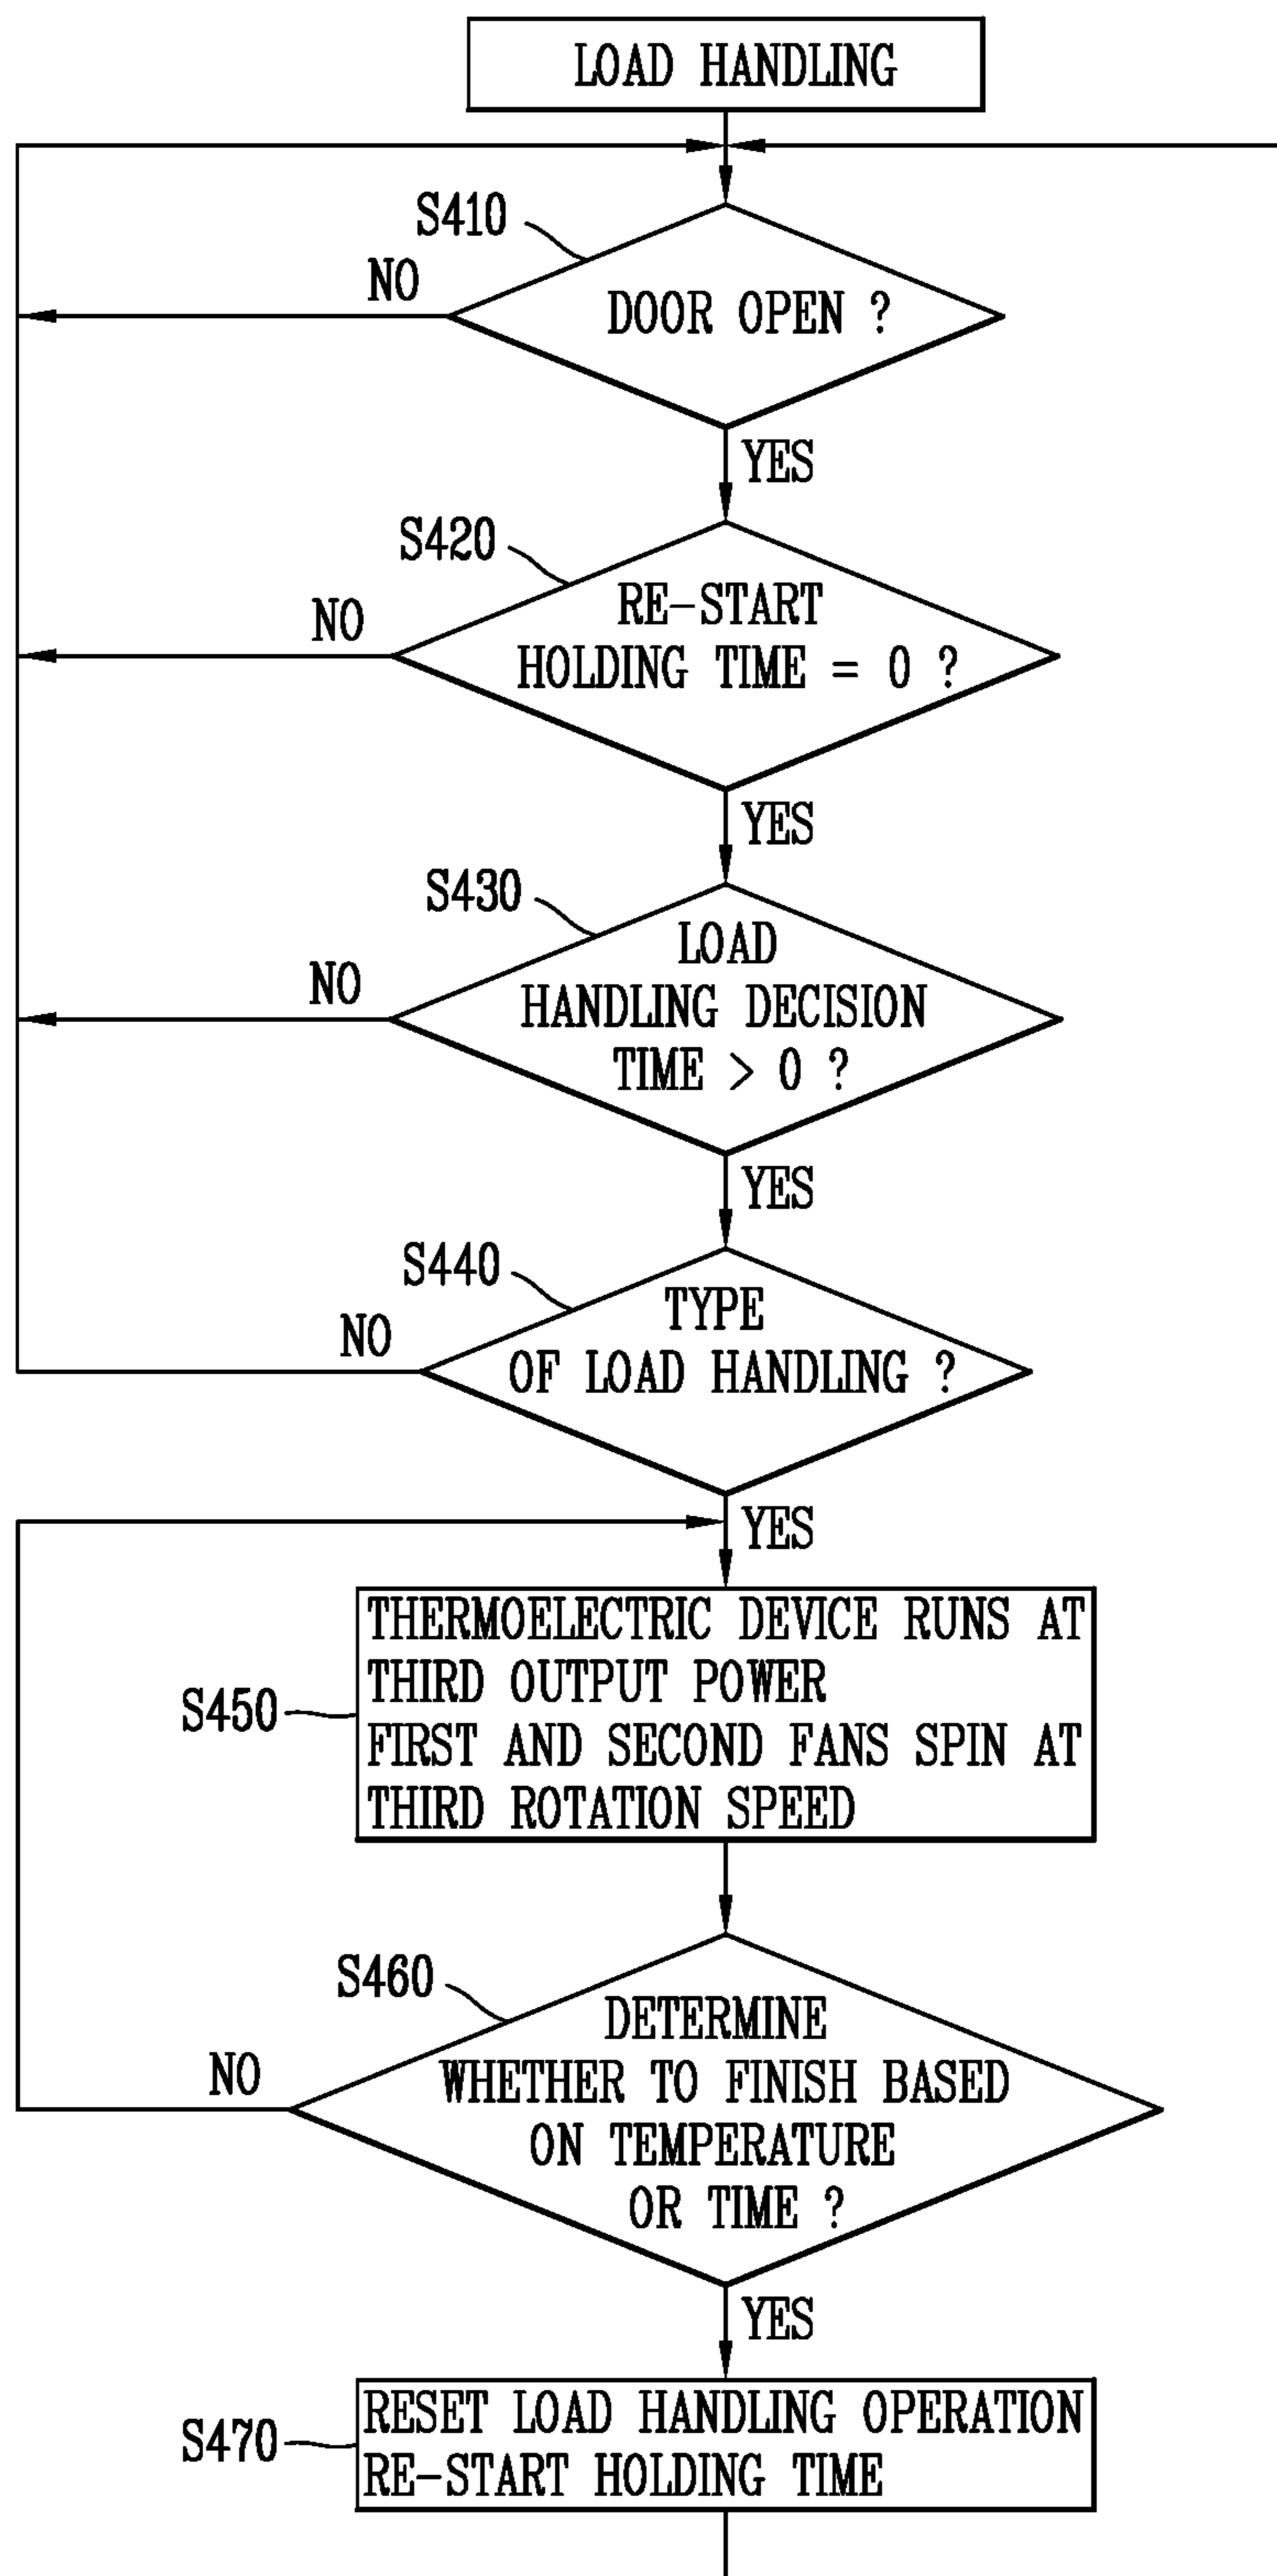 LOAD HANDLING
S410
NO
DOOR OPEN ?
YES
S420
NO
RE-START
HOLDING TIME = 0 ?
YES
S430
NO
LOAD
HANDLING DECISION
TIME > 0 ?
YES
S440
NO
TYPE
OF LOAD HANDLING ?
YES
S450
THERMOELECTRIC DEVICE RUNS AT
THIRD OUTPUT POWER
FIRST AND SECOND FANS SPIN AT
THIRD ROTATION SPEED
S460
NO
DETERMINE
WHETHER TO FINISH BASED
ON TEMPERATURE
OR TIME ?
YES
S470
RESET LOAD HANDLING OPERATION
RE-START HOLDING TIME